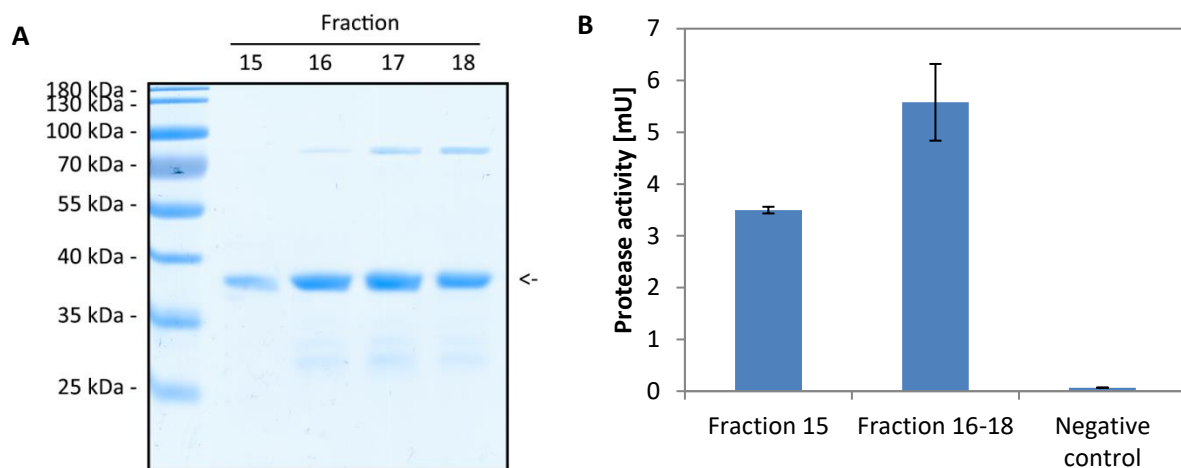 A
Fraction
15 16 17 18
180 kDa -
130 kDa -
100 kDa -
70 kDa -
55 kDa -
40 kDa -
35 kDa -
25 kDa -
<-
B
Protease activity [mU]
7
6
5
4
3
2
1
0
Fraction 15
Fraction 16-18
Negative
control